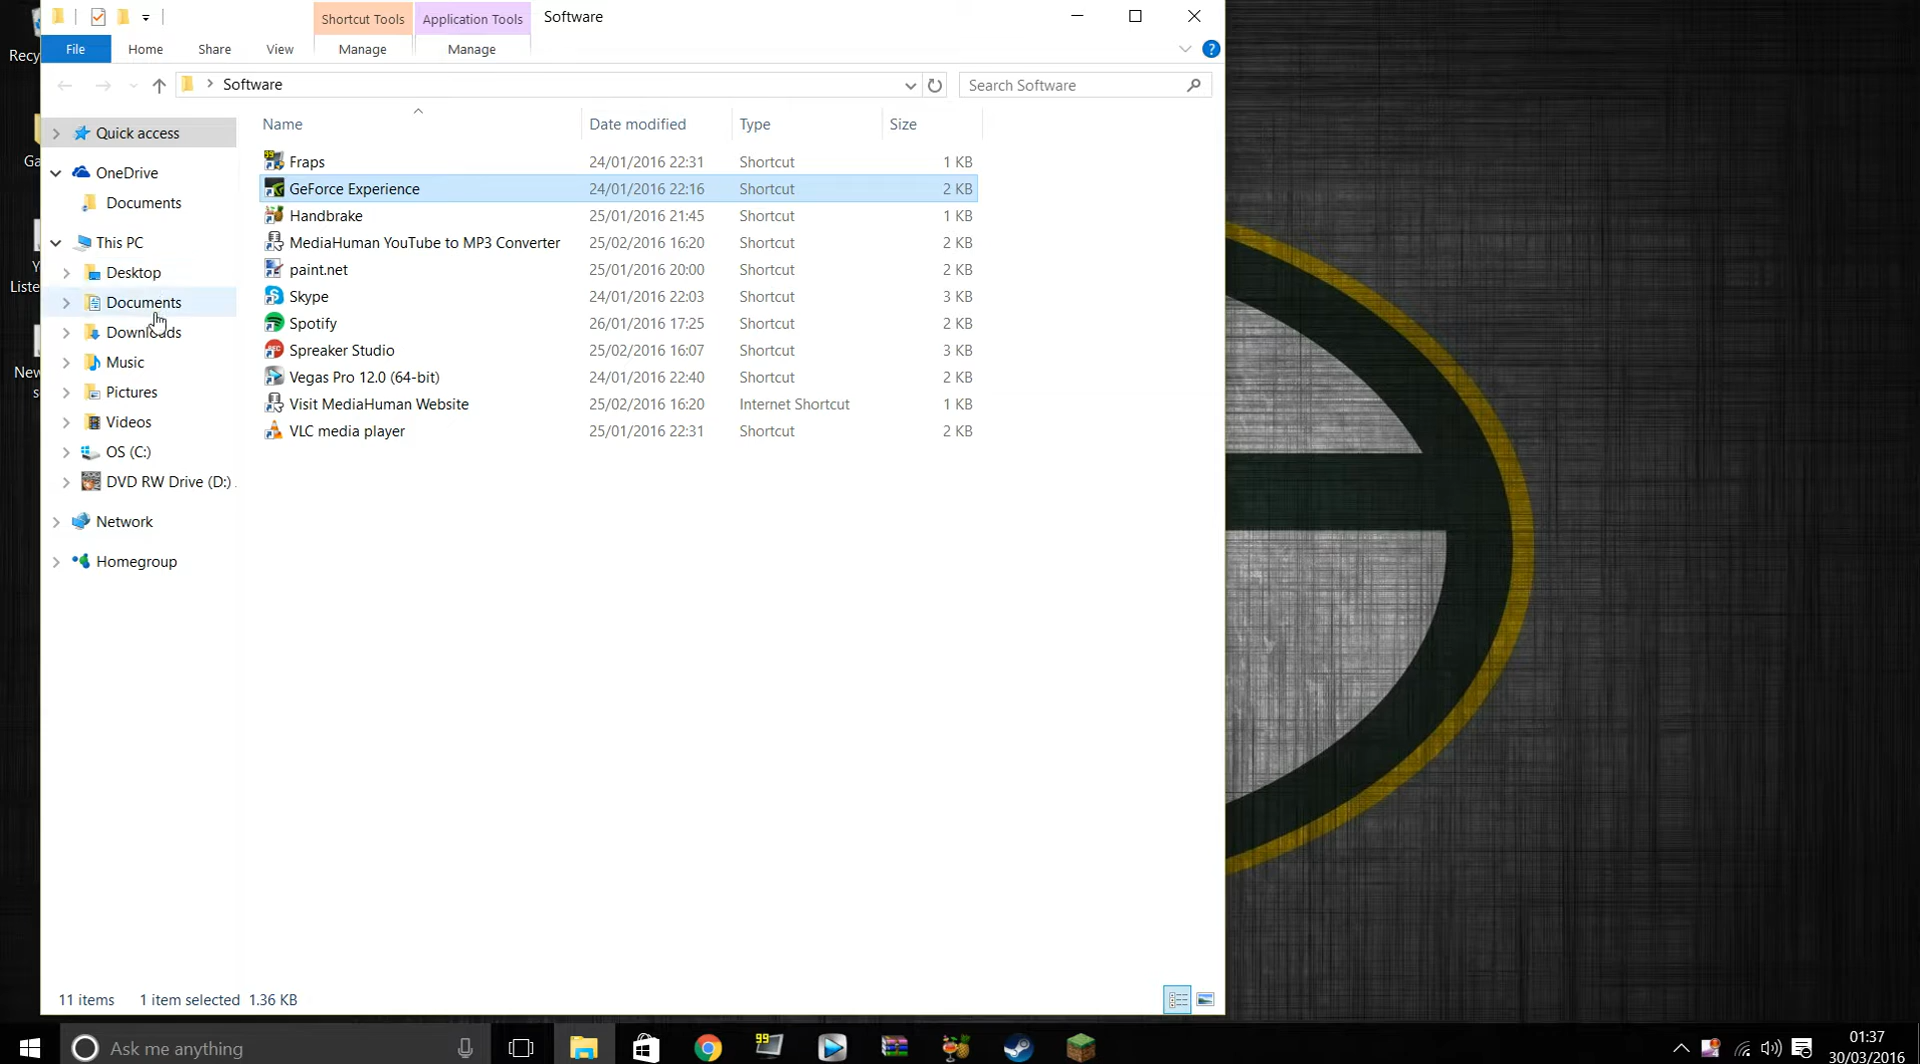 Shortcut Tools Application Tools Software
File Home Share View Manage Manage
Software
Search Software
Name Date modified Type Size
Quick access
OneDrive
Documents
This PC
Desktop
Documents
Downloads
Music
Pictures
Videos
OS (C:)
DVD RW Drive (D:)
Network
Homegroup
Fraps 24/01/2016 22:31 Shortcut 1 KB
GeForce Experience 24/01/2016 22:16 Shortcut 2 KB
Handbrake 25/01/2016 21:45 Shortcut 1 KB
MediaHuman YouTube to MP3 Converter 25/02/2016 16:20 Shortcut 2 KB
paint.net 25/01/2016 20:00 Shortcut 2 KB
Skype 24/01/2016 22:03 Shortcut 3 KB
Spotify 26/01/2016 17:25 Shortcut 2 KB
Spreaker Studio 25/02/2016 16:07 Shortcut 3 KB
Vegas Pro 12.0 (64-bit) 24/01/2016 22:40 Shortcut 2 KB
Visit MediaHuman Website 25/02/2016 16:20 Internet Shortcut 1 KB
VLC media player 25/01/2016 22:31 Shortcut 2 KB
11 items 1 item selected 1.36 KB
Recy
Ga
Y
Liste
New
s
Ask me anything
99
01:37
30/03/2016